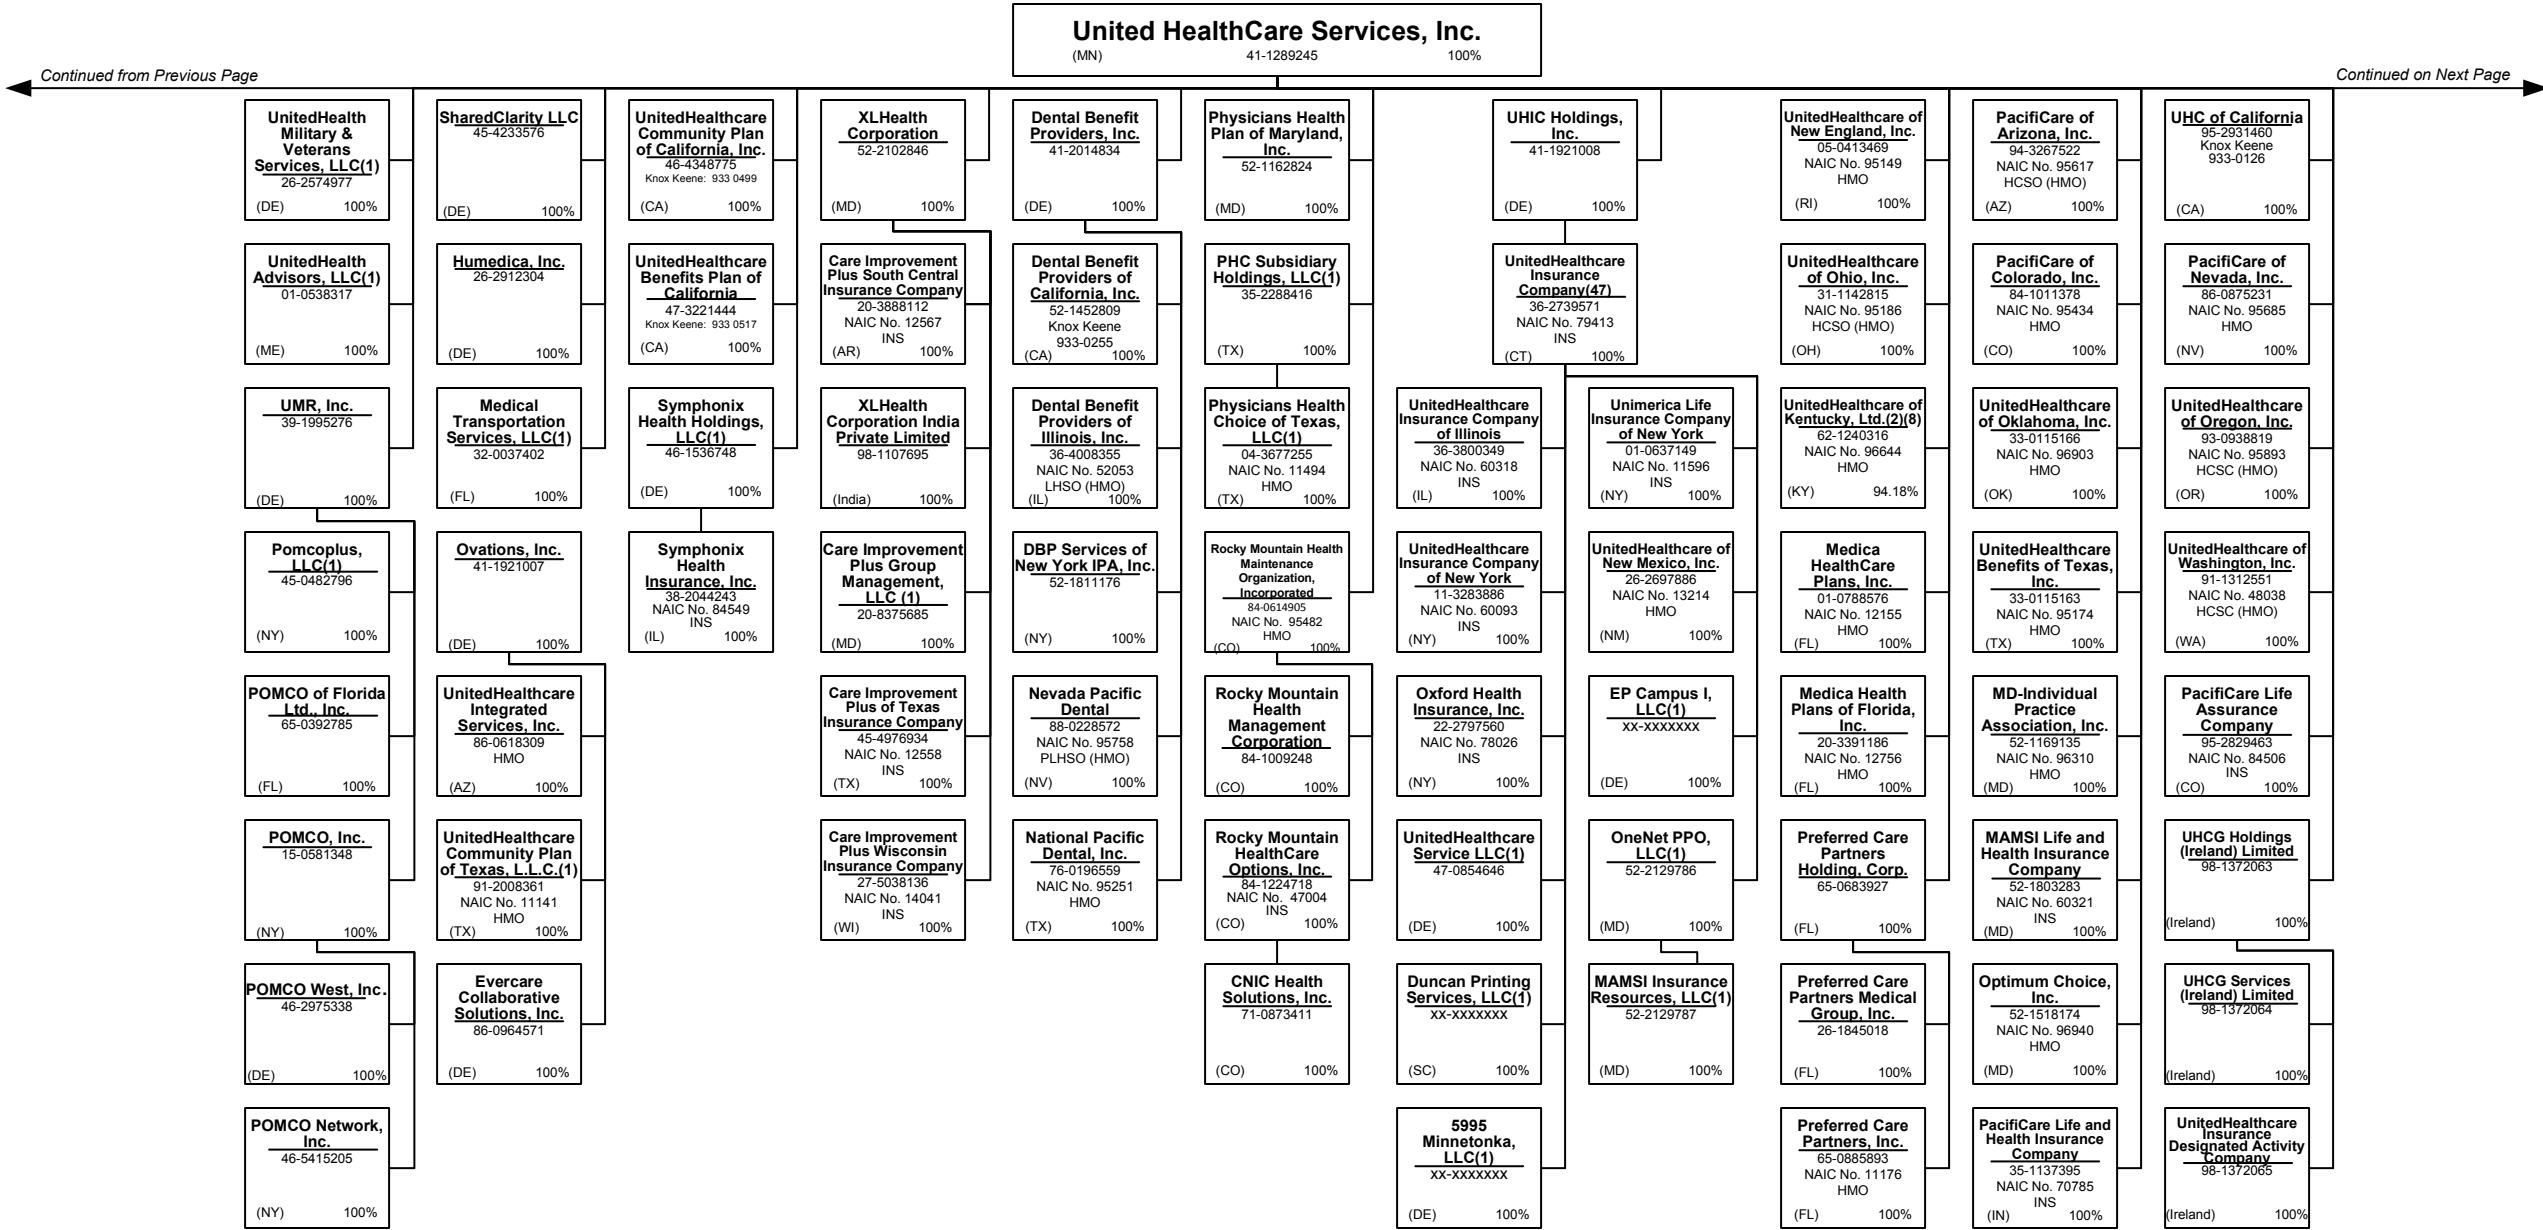 United HealthCare Services, Inc.
(MN) 41-1289245 100%
Continued from Previous Page
Continued on Next Page
UnitedHealth
Military &
Veterans
Services, LLC(1)
26-2574977
(DE) 100%
UnitedHealth
Advisors, LLC(1)
01-0538317
(ME) 100%
UMR, Inc.
39-1995276
(DE) 100%
Pomcoplus,
LLC(1)
45-0482796
(NY) 100%
POMCO of Florida
Ltd., Inc.
65-0392785
(FL) 100%
POMCO, Inc.
15-0581348
(NY) 100%
POMCO West, Inc.
46-2975338
(DE) 100%
POMCO Network,
Inc.
46-5415205
(NY) 100%
SharedClarity LLC
45-4233576
(DE) 100%
Humedica, Inc.
26-2912304
(DE) 100%
Medical
Transportation
Services, LLC(1)
32-0037402
(FL) 100%
Ovations, Inc.
41-1921007
(DE) 100%
UnitedHealthcare
Integrated
Services, Inc.
86-0618309
HMO
(AZ) 100%
UnitedHealthcare
Community Plan
of Texas, L.L.C.(1)
91-2008361
NAIC No. 11141
HMO
(TX) 100%
Evercare
Collaborative
Solutions, Inc.
86-0964571
(DE) 100%
UnitedHealthcare
Community Plan
of California, Inc.
46-4348775
Knox Keene: 933 0499
(CA) 100%
UnitedHealthcare
Benefits Plan of
California
47-3221444
Knox Keene: 933 0517
(CA) 100%
Symphonix
Health Holdings,
LLC(1)
46-1536748
(DE) 100%
Symphonix
Health
Insurance, Inc.
38-2044243
NAIC No. 84549
INS
(IL) 100%
XLHealth
Corporation
52-2102846
(MD) 100%
Care Improvement
Plus South Central
Insurance Company
20-3888112
NAIC No. 12567
INS
(AR) 100%
XLHealth
Corporation India
Private Limited
98-1107695
(India) 100%
Care Improvement
Plus Group
Management,
LLC (1)
20-8375685
(MD) 100%
Care Improvement
Plus of Texas
Insurance Company
45-4976934
NAIC No. 12558
INS
(TX) 100%
Care Improvement
Plus Wisconsin
Insurance Company
27-5038136
NAIC No. 14041
INS
(WI) 100%
Dental Benefit
Providers, Inc.
41-2014834
(DE) 100%
Dental Benefit
Providers of
California, Inc.
52-1452809
Knox Keene
933-0255
(CA) 100%
Dental Benefit
Providers of
Illinois, Inc.
36-4008355
NAIC No. 52053
LHSO (HMO)
(IL) 100%
DBP Services of
New York IPA, Inc.
52-1811176
(NY) 100%
Nevada Pacific
Dental
88-0228572
NAIC No. 95758
PLHSO (HMO)
(NV) 100%
National Pacific
Dental, Inc.
76-0196559
NAIC No. 95251
HMO
(TX) 100%
Physicians Health
Plan of Maryland,
Inc.
52-1162824
(MD) 100%
PHC Subsidiary
Holdings, LLC(1)
35-2288416
(TX) 100%
Physicians Health
Choice of Texas,
LLC(1)
04-3677255
NAIC No. 11494
HMO
(TX) 100%
Rocky Mountain Health
Maintenance
Organization,
Incorporated
84-0614905
NAIC No. 95482
HMO
(CO) 100%
Rocky Mountain
Health
Management
Corporation
84-1009248
(CO) 100%
Rocky Mountain
HealthCare
Options, Inc.
84-1224718
NAIC No. 47004
INS
(CO) 100%
CNIC Health
Solutions, Inc.
71-0873411
(CO) 100%
UHIC Holdings,
Inc.
41-1921008
(DE) 100%
UnitedHealthcare
Insurance
Company(47)
36-2739571
NAIC No. 79413
INS
(CT) 100%
UnitedHealthcare
Insurance Company
of Illinois
36-3800349
NAIC No. 60318
INS
(IL) 100%
UnitedHealthcare
Insurance Company
of New York
11-3283886
NAIC No. 60093
INS
(NY) 100%
Oxford Health
Insurance, Inc.
22-2797560
NAIC No. 78026
INS
(NY) 100%
UnitedHealthcare
Service LLC(1)
47-0854646
(DE) 100%
Duncan Printing
Services, LLC(1)
xx-xxxxxxx
(SC) 100%
5995
Minnetonka,
LLC(1)
xx-xxxxxxx
(DE) 100%
Unimerica Life
Insurance Company
of New York
01-0637149
NAIC No. 11596
INS
(NY) 100%
UnitedHealthcare of
New Mexico, Inc.
26-2697886
NAIC No. 13214
HMO
(NM) 100%
EP Campus I,
LLC(1)
xx-xxxxxxx
(DE) 100%
OneNet PPO,
LLC(1)
52-2129786
(MD) 100%
MAMSI Insurance
Resources, LLC(1)
52-2129787
(MD) 100%
UnitedHealthcare of
New England, Inc.
05-0413469
NAIC No. 95149
HMO
(RI) 100%
UnitedHealthcare
of Ohio, Inc.
31-1142815
NAIC No. 95186
HCSO (HMO)
(OH) 100%
UnitedHealthcare of
Kentucky, Ltd.(2)(8)
62-1240316
NAIC No. 96644
HMO
(KY) 94.18%
Medica
HealthCare
Plans, Inc.
01-0788576
NAIC No. 12155
HMO
(FL) 100%
Medica Health
Plans of Florida,
Inc.
20-3391186
NAIC No. 12756
HMO
(FL) 100%
Preferred Care
Partners
Holding, Corp.
65-0683927
(FL) 100%
Preferred Care
Partners Medical
Group, Inc.
26-1845018
(FL) 100%
Preferred Care
Partners, Inc.
65-0885893
NAIC No. 11176
HMO
(FL) 100%
PacifiCare of
Arizona, Inc.
94-3267522
NAIC No. 95617
HCSO (HMO)
(AZ) 100%
PacifiCare of
Colorado, Inc.
84-1011378
NAIC No. 95434
HMO
(CO) 100%
UnitedHealthcare
of Oklahoma, Inc.
33-0115166
NAIC No. 96903
HMO
(OK) 100%
UnitedHealthcare
Benefits of Texas,
Inc.
33-0115163
NAIC No. 95174
HMO
(TX) 100%
MD-Individual
Practice
Association, Inc.
52-1169135
NAIC No. 96310
HMO
(MD) 100%
MAMSI Life and
Health Insurance
Company
52-1803283
NAIC No. 60321
INS
(MD) 100%
Optimum Choice,
Inc.
52-1518174
NAIC No. 96940
HMO
(MD) 100%
PacifiCare Life and
Health Insurance
Company
35-1137395
NAIC No. 70785
INS
(IN) 100%
UHC of California
95-2931460
Knox Keene
933-0126
(CA) 100%
PacifiCare of
Nevada, Inc.
86-0875231
NAIC No. 95685
HMO
(NV) 100%
UnitedHealthcare
of Oregon, Inc.
93-0938819
NAIC No. 95893
HCSC (HMO)
(OR) 100%
UnitedHealthcare of
Washington, Inc.
91-1312551
NAIC No. 48038
HCSC (HMO)
(WA) 100%
PacifiCare Life
Assurance
Company
95-2829463
NAIC No. 84506
INS
(CO) 100%
UHCG Holdings
(Ireland) Limited
98-1372063
(Ireland) 100%
UHCG Services
(Ireland) Limited
98-1372064
(Ireland) 100%
UnitedHealthcare
Insurance
Designated Activity
Company
98-1372065
(Ireland) 100%